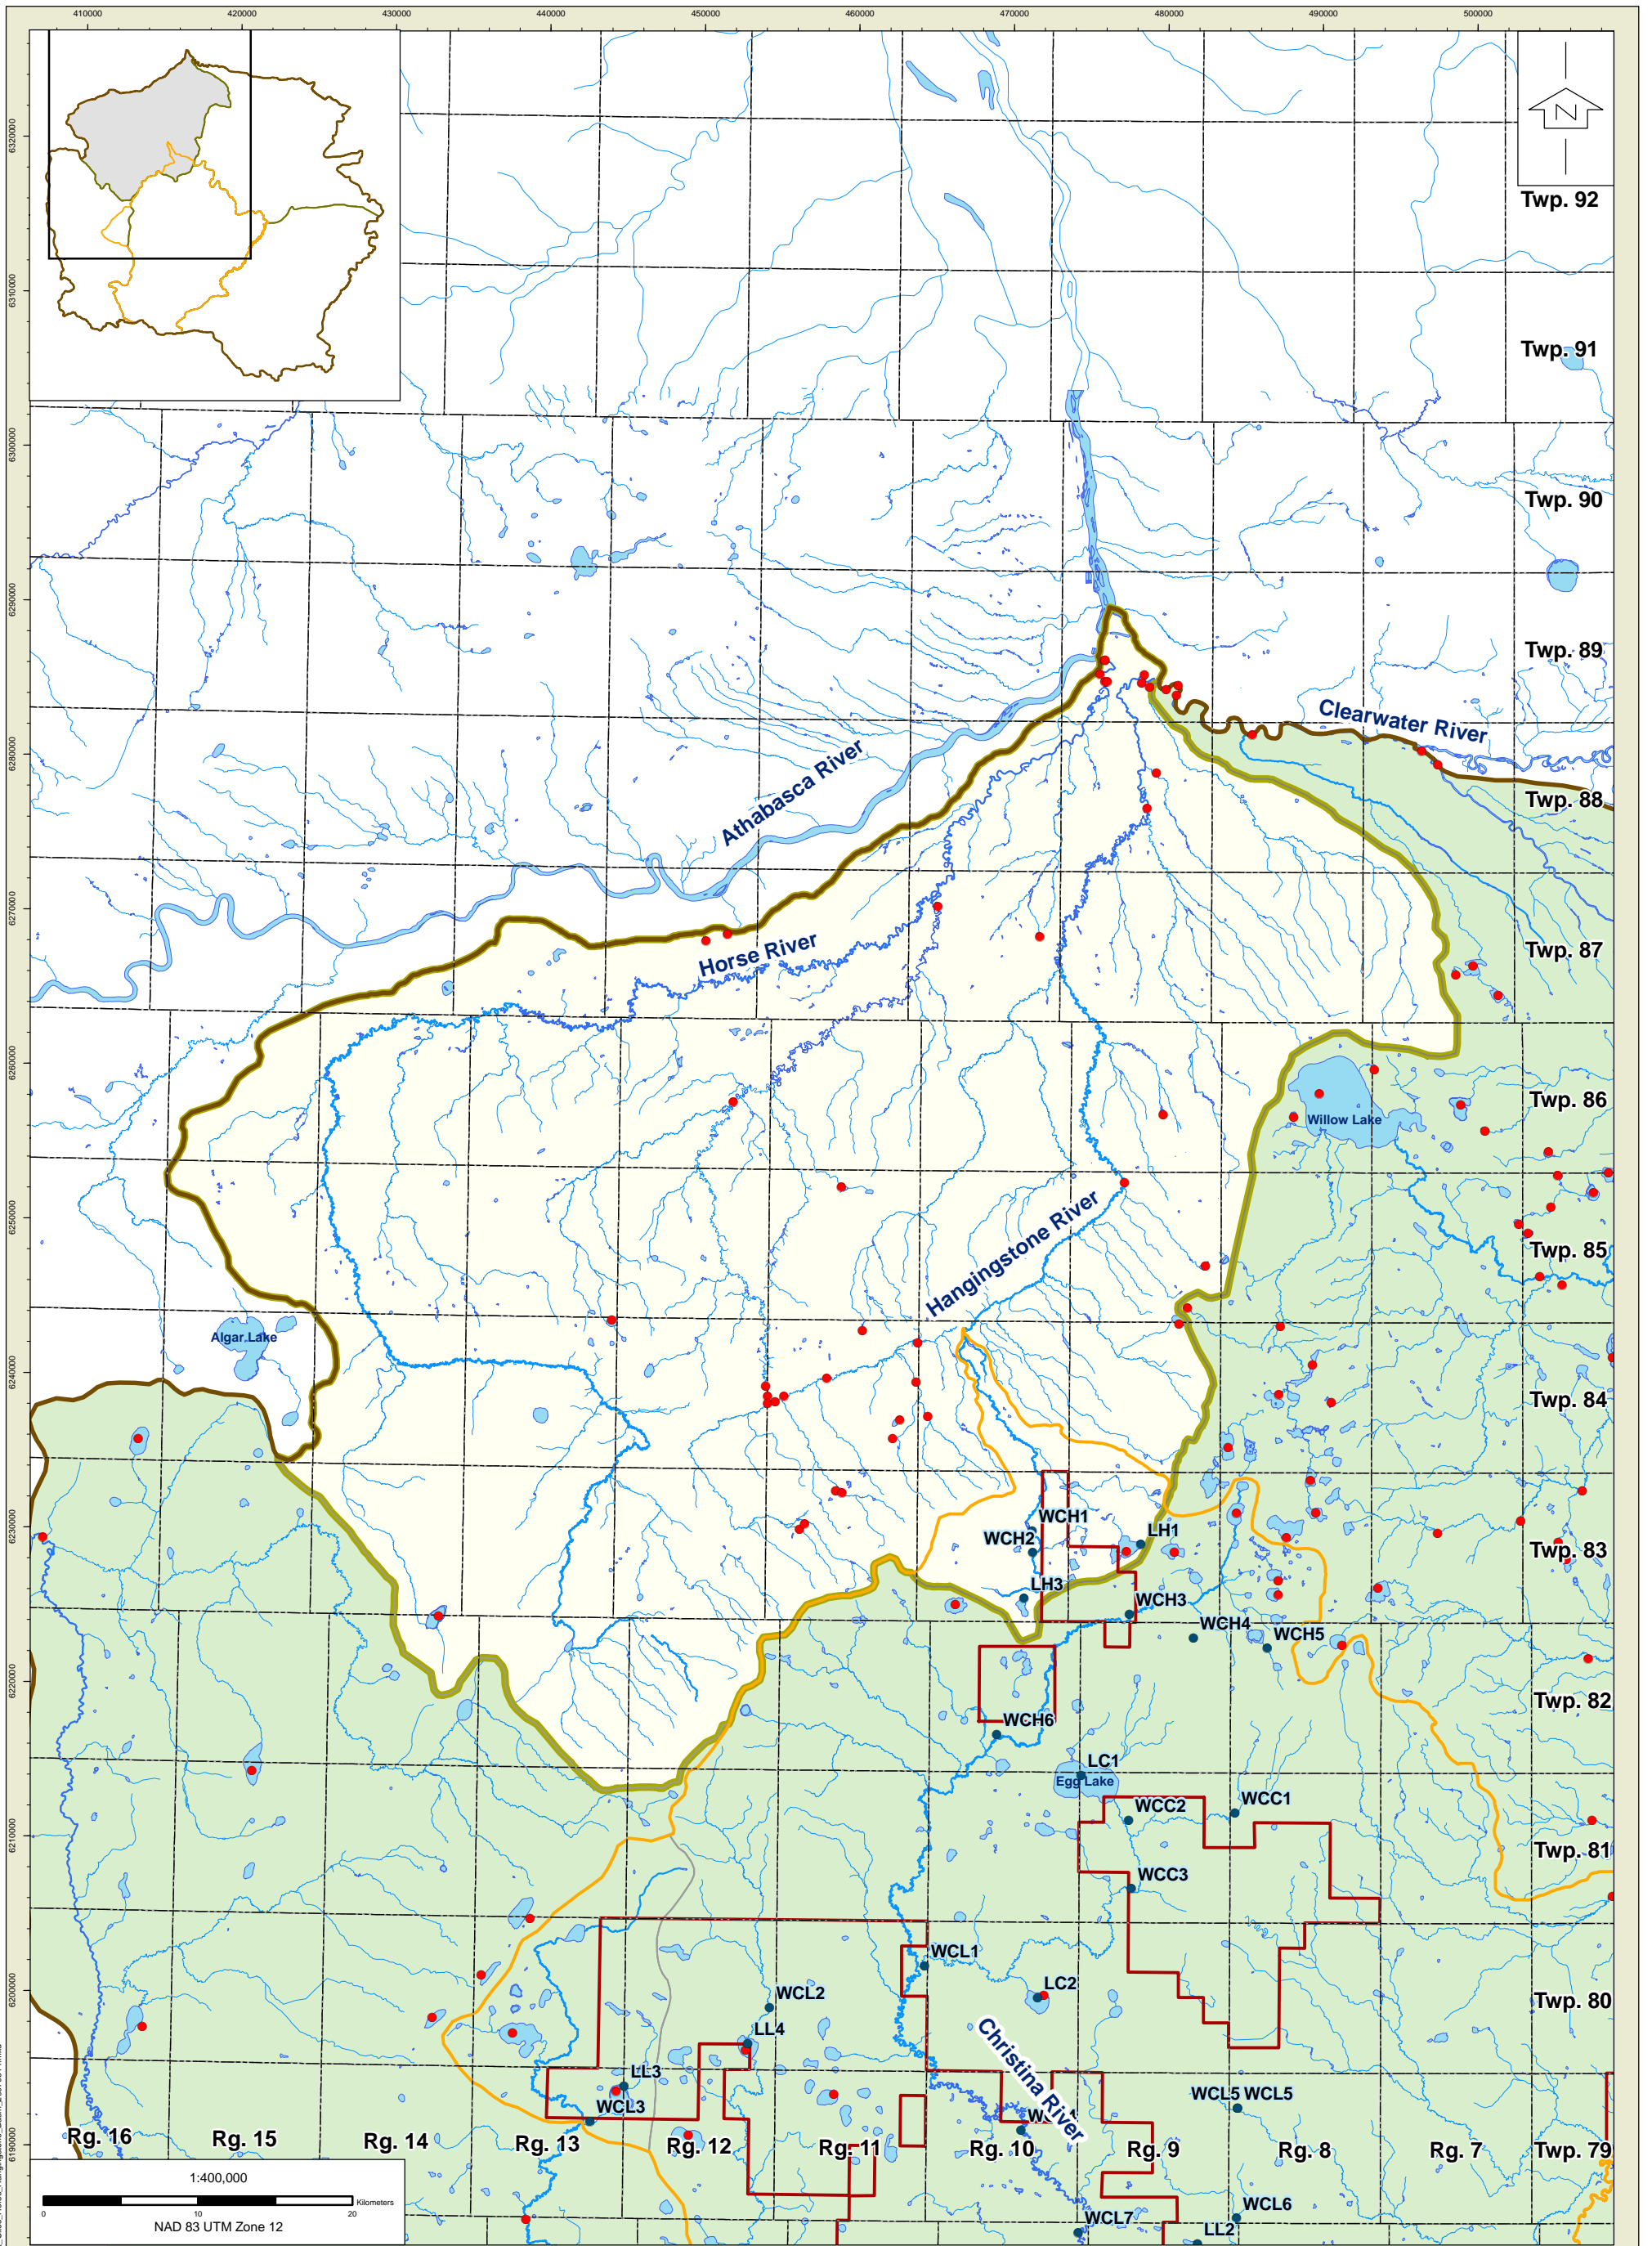 410000 420000 430000 440000 450000 460000 470000 480000 490000 500000
6320000
6310000
6300000
6290000
6280000
6270000
6260000
6250000
6240000
6230000
6220000
6210000
6200000
6190000
N
Twp. 92
Twp. 91
Twp. 90
Twp. 89
Clearwater River
Twp. 88
Athabasca River
Horse River
Twp. 87
Twp. 86
Willow Lake
Hangingstone River
Twp. 85
Algar Lake
Twp. 84
WCH1
WCH2
LH1
Twp. 83
LH3
WCH3
WCH4
WCH5
Twp. 82
WCH6
LC1
Egg Lake
WCC2
WCC1
Twp. 81
WCC3
WCL1
LC2
Twp. 80
WCL2
LL4
Christina River
LL3
WCL3
WCL5 WCL5
Rg. 16 Rg. 15 Rg. 14 Rg. 13 Rg. 12 Rg. 11 Rg. 10 Rg. 9 Rg. 8 Rg. 7 Twp. 79
WCL6
WCL7
LL2
1:400,000
Kilometers
0 10 20
NAD 83 UTM Zone 12